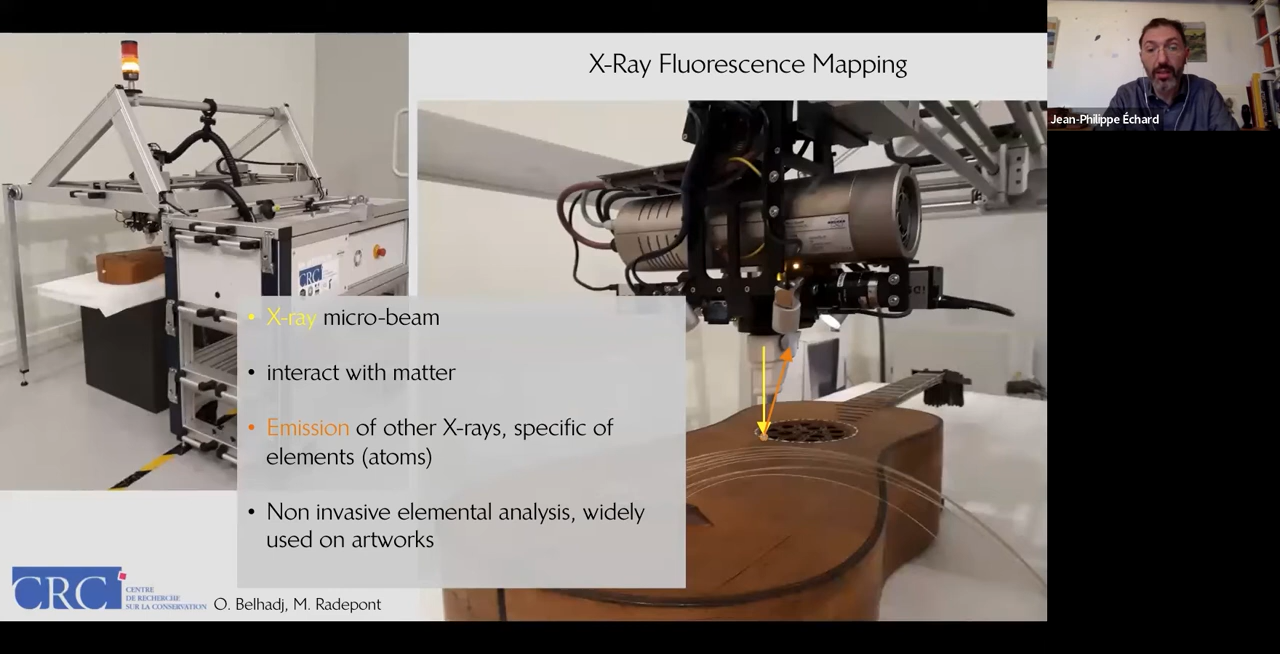 X-Ray Fluorescence Mapping
Jean-Philippe Échard
CRC
• X-ray micro-beam
• interact with matter
• Emission of other X-rays, specific of
elements (atoms)
• Non invasive elemental analysis, widely
used on artworks
CRC
CENTRE
DE RECHERCHE
SUR LA CONSERVATION
O. Belhadj, M. Radepont